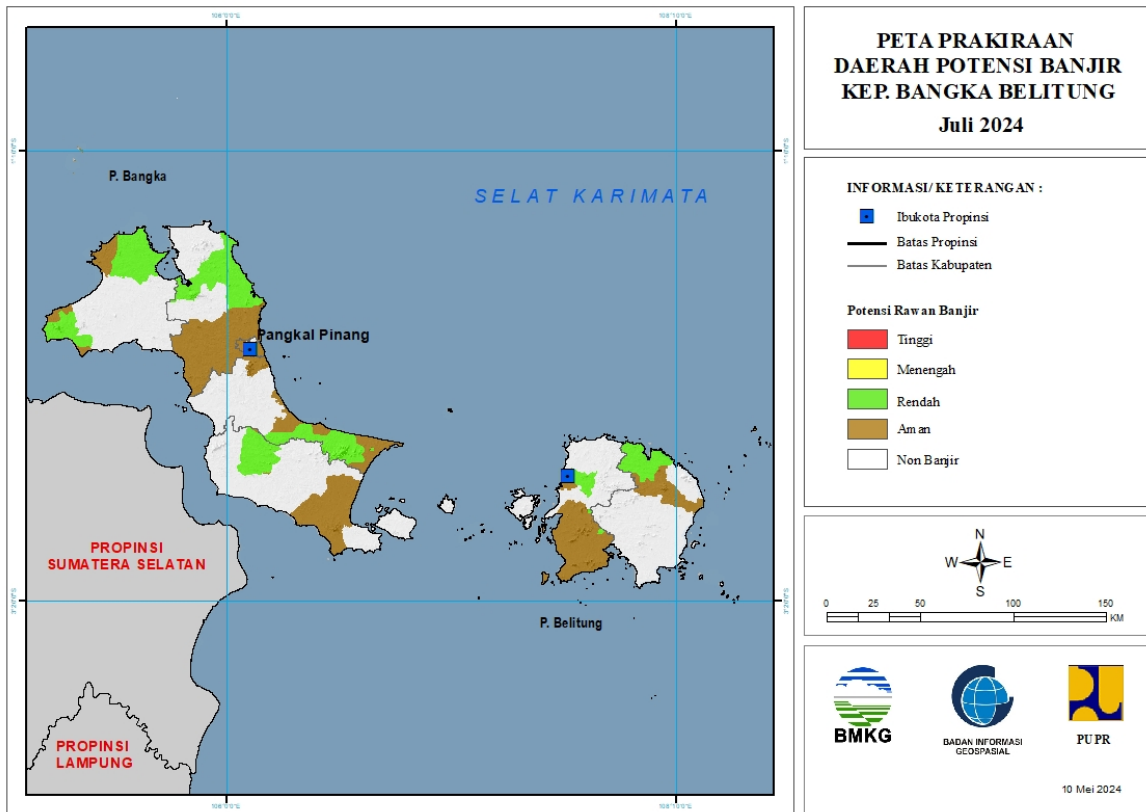 PETA PRAKIRAAN
DAERAH POTENSI BANJIR
KEP. BANGKA BELITUNG
Juli 2024
P. Bangka
SELAT KARIMATA
Pangkal Pinang
PROPINSI
SUMATERA SELATAN
P. Belitung
PROPINSI
LAMPUNG
INFORMASI/ KETERANGAN :
Ibukota Propinsi
Batas Propinsi
Batas Kabupaten
Potensi Rawan Banjir
Tinggi
Menengah
Rendah
Aman
Non Banjir
N
W E
S
0 25 50 100 150
KM
BMKG
BADAN INFORMASI
GEOSPASIAL
PUPR
10 Mei 2024